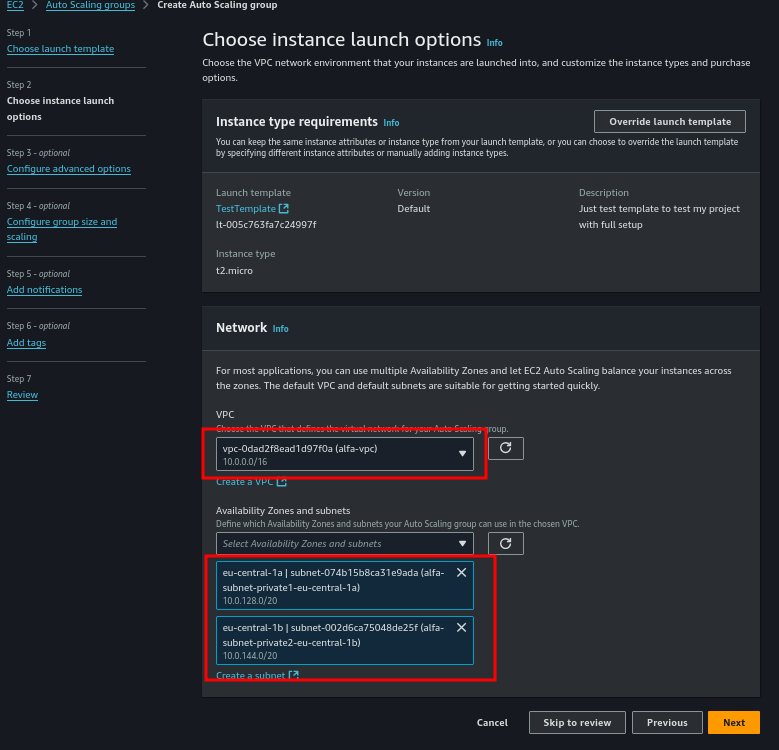 EC2 > Auto Scaling groups > Create Auto Scaling group
Step 1
Choose launch template
Step 2
Choose instance launch
options
Step 3 - optional
Configure advanced options
Step 4 - optional
Configure group size and
scaling
Step 5 - optional
Add notifications
Step 6 - optional
Add tags
Step 7
Review
Choose instance launch options Info
Choose the VPC network environment that your instances are launched into, and customize the instance types and purchase
options.
Instance type requirements Info
Override launch template
You can keep the same instance attributes or instance type from your launch template, or you can choose to override the launch template
by specifying different instance attributes or manually adding instance types.
Launch template
TestTemplate
lt-005c763fa7c24997f
Version
Default
Description
Just test template to test my project
with full setup
Instance type
t2.micro
Network Info
For most applications, you can use multiple Availability Zones and let EC2 Auto Scaling balance your instances across
the zones. The default VPC and default subnets are suitable for getting started quickly.
VPC
Choose the VPC that defines the virtual network for your Auto Scaling group.
vpc-0dad2f8ead1d97f0a (alfa-vpc)
10.0.0.0/16
Create a VPC
Availability Zones and subnets
Define which Availability Zones and subnets your Auto Scaling group can use in the chosen VPC.
Select Availability Zones and subnets
eu-central-1a | subnet-074b15b8ca31e9ada (alfa-
subnet-private1-eu-central-1a)
10.0.128.0/20
eu-central-1b | subnet-002d6ca75048de25f (alfa-
subnet-private2-eu-central-1b)
10.0.144.0/20
Create a subnet
Cancel
Skip to review
Previous
Next